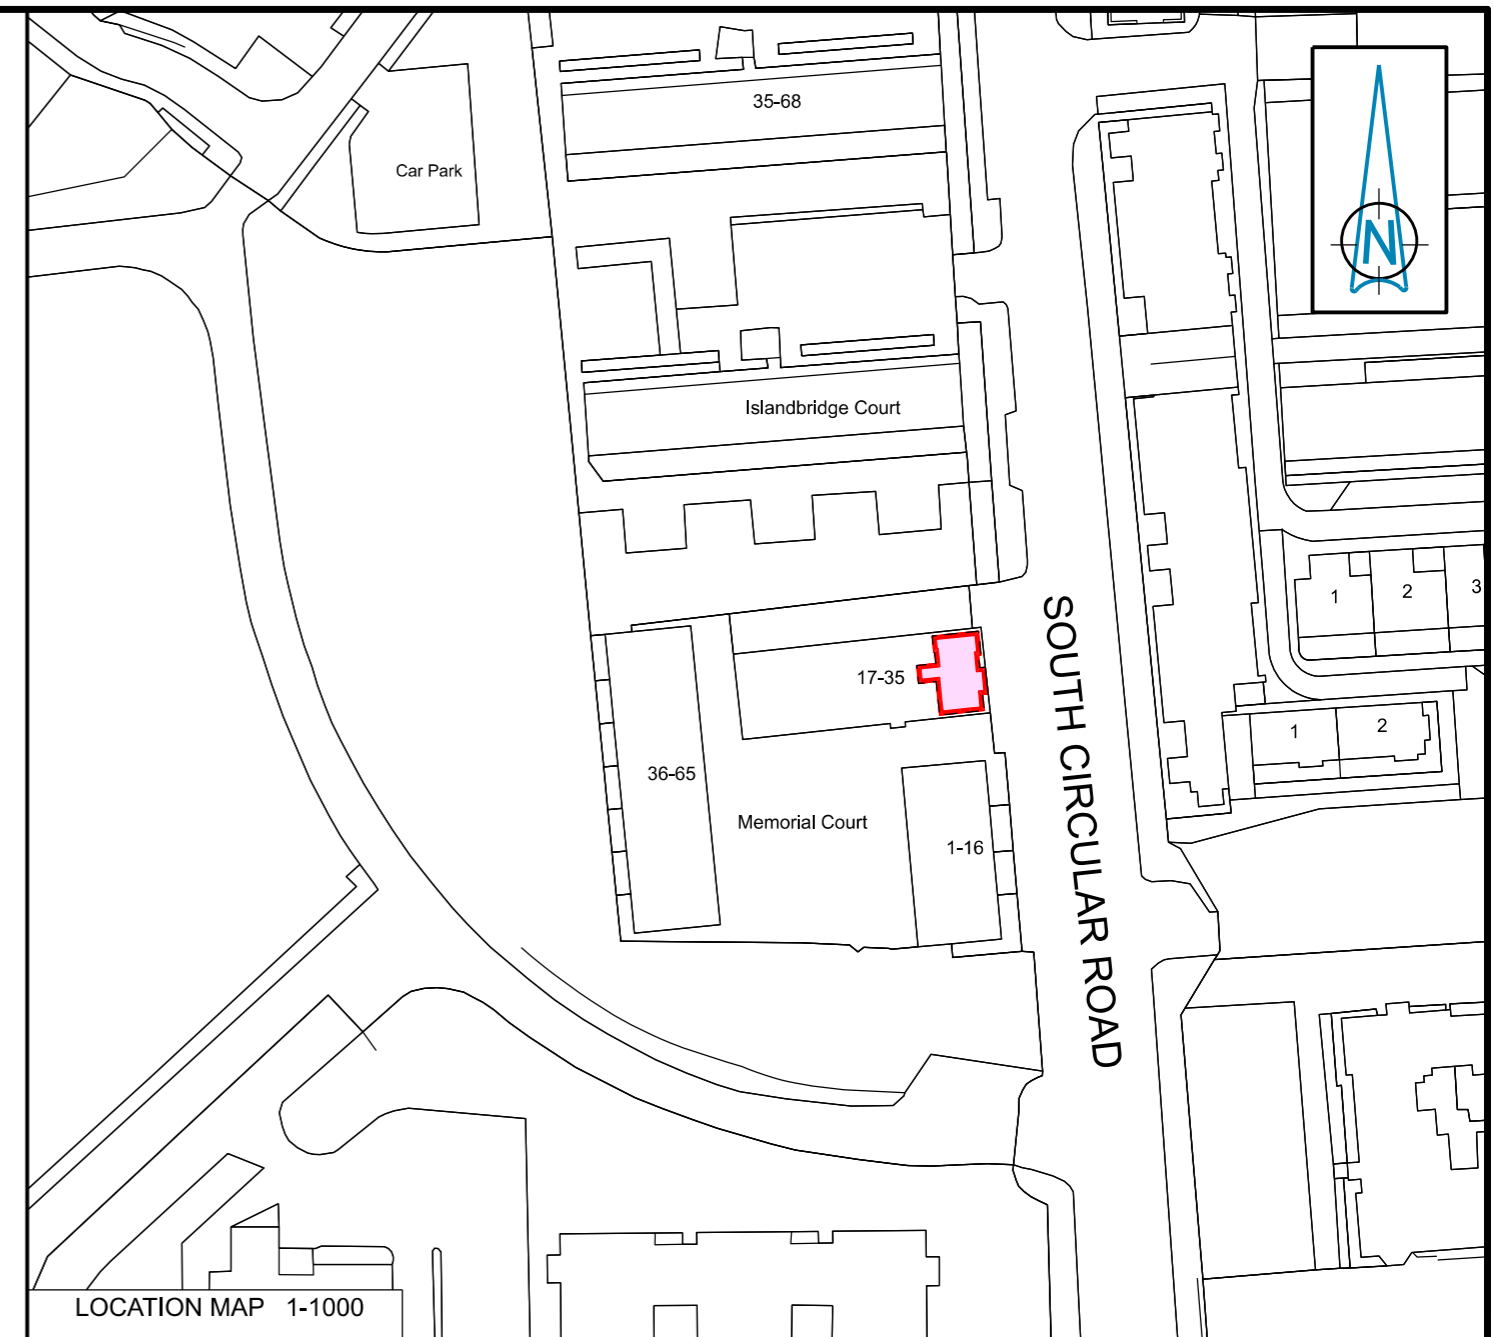 35-68
Car Park
N
Islandbridge Court
1
2
3
SOUTH CIRCULAR ROAD
17-35
1
2
36-65
Memorial Court
1-16
LOCATION MAP 1-1000